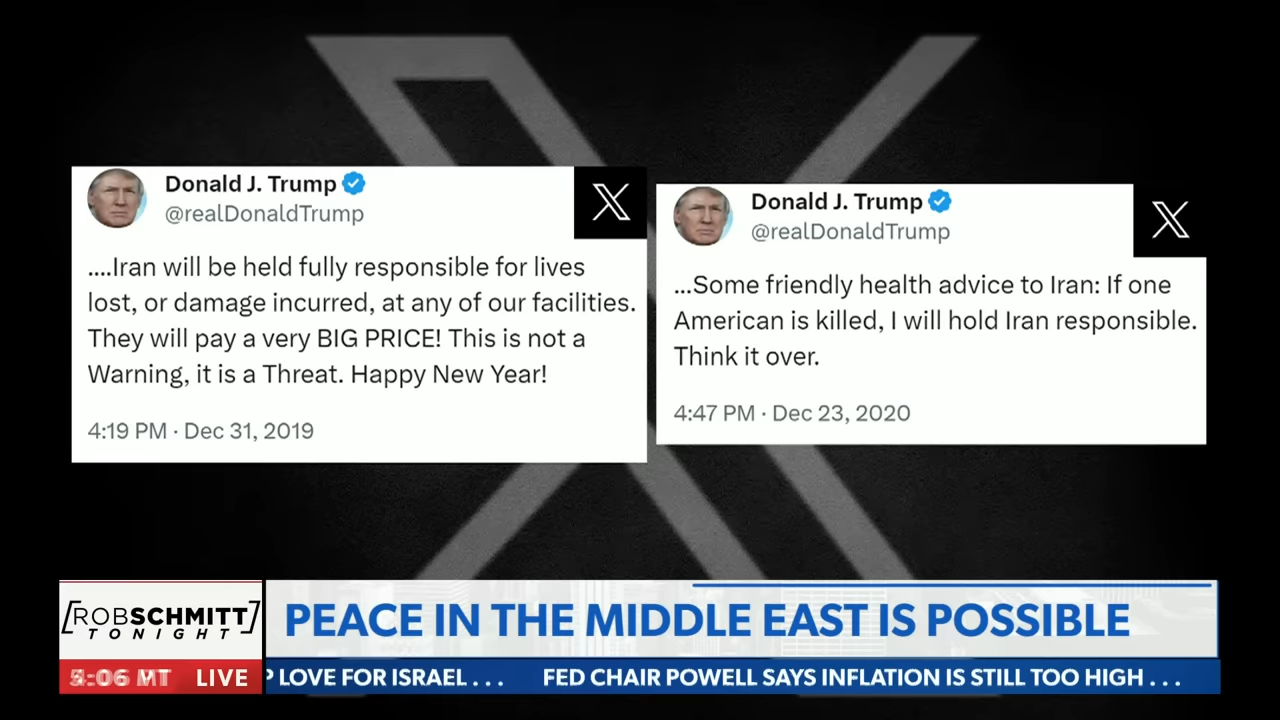 Donald J. Trump
@realDonaldTrump
....Iran will be held fully responsible for lives
lost, or damage incurred, at any of our facilities.
They will pay a very BIG PRICE! This is not a
Warning, it is a Threat. Happy New Year!
4:19 PM · Dec 31, 2019
Donald J. Trump
@realDonaldTrump
...Some friendly health advice to Iran: If one
American is killed, I will hold Iran responsible.
Think it over.
4:47 PM · Dec 23, 2020
[ROBSCHMITT]
TONIGHT
PEACE IN THE MIDDLE EAST IS POSSIBLE
:06 MT LIVE
P LOVE FOR ISRAEL . . . FED CHAIR POWELL SAYS INFLATION IS STILL TOO HIGH . . .